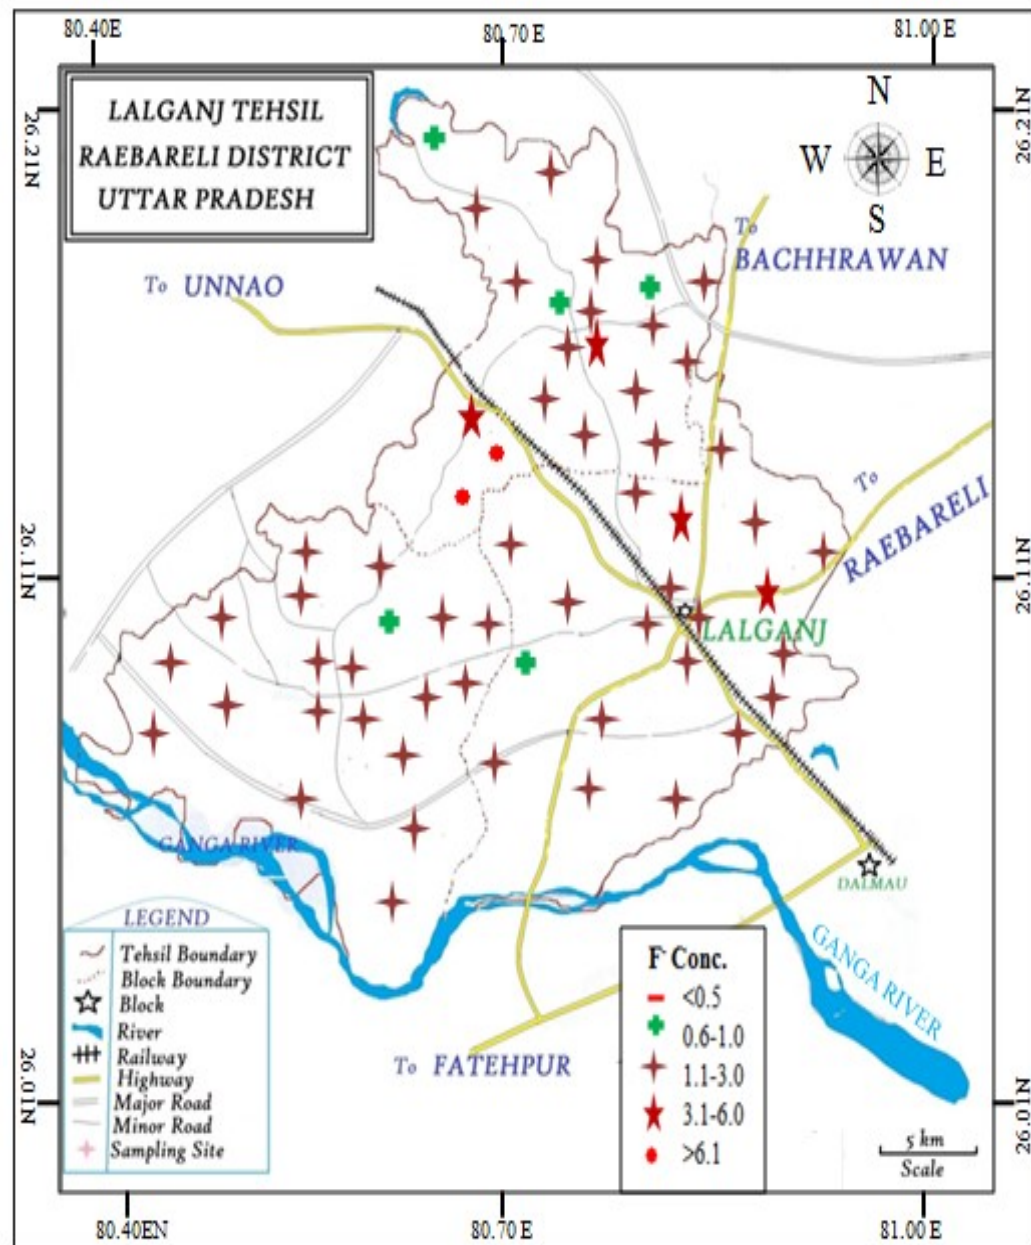 80.40E
80.70 E
81.00 E
LALGANJ TEHSIL
RAEBARELI DISTRICT
UTTAR PRADESH
N
W
E
S
26.21N
26.21N
To UNNAO
To
BACHHRAWAN
To
RAEBARELI
26.11N
26.11N
LALGANJ
GANGA RIVER
DALMAU
GANGA RIVER
To FATEHPUR
LEGEND
Tehsil Boundary
Block Boundary
Block
River
Railway
Highway
Major Road
Minor Road
Sampling Site
F- Conc.
<0.5
0.6-1.0
1.1-3.0
3.1-6.0
>6.1
26.01N
26.01N
5 km
Scale
80.40EN
80.70 E
81.00 E